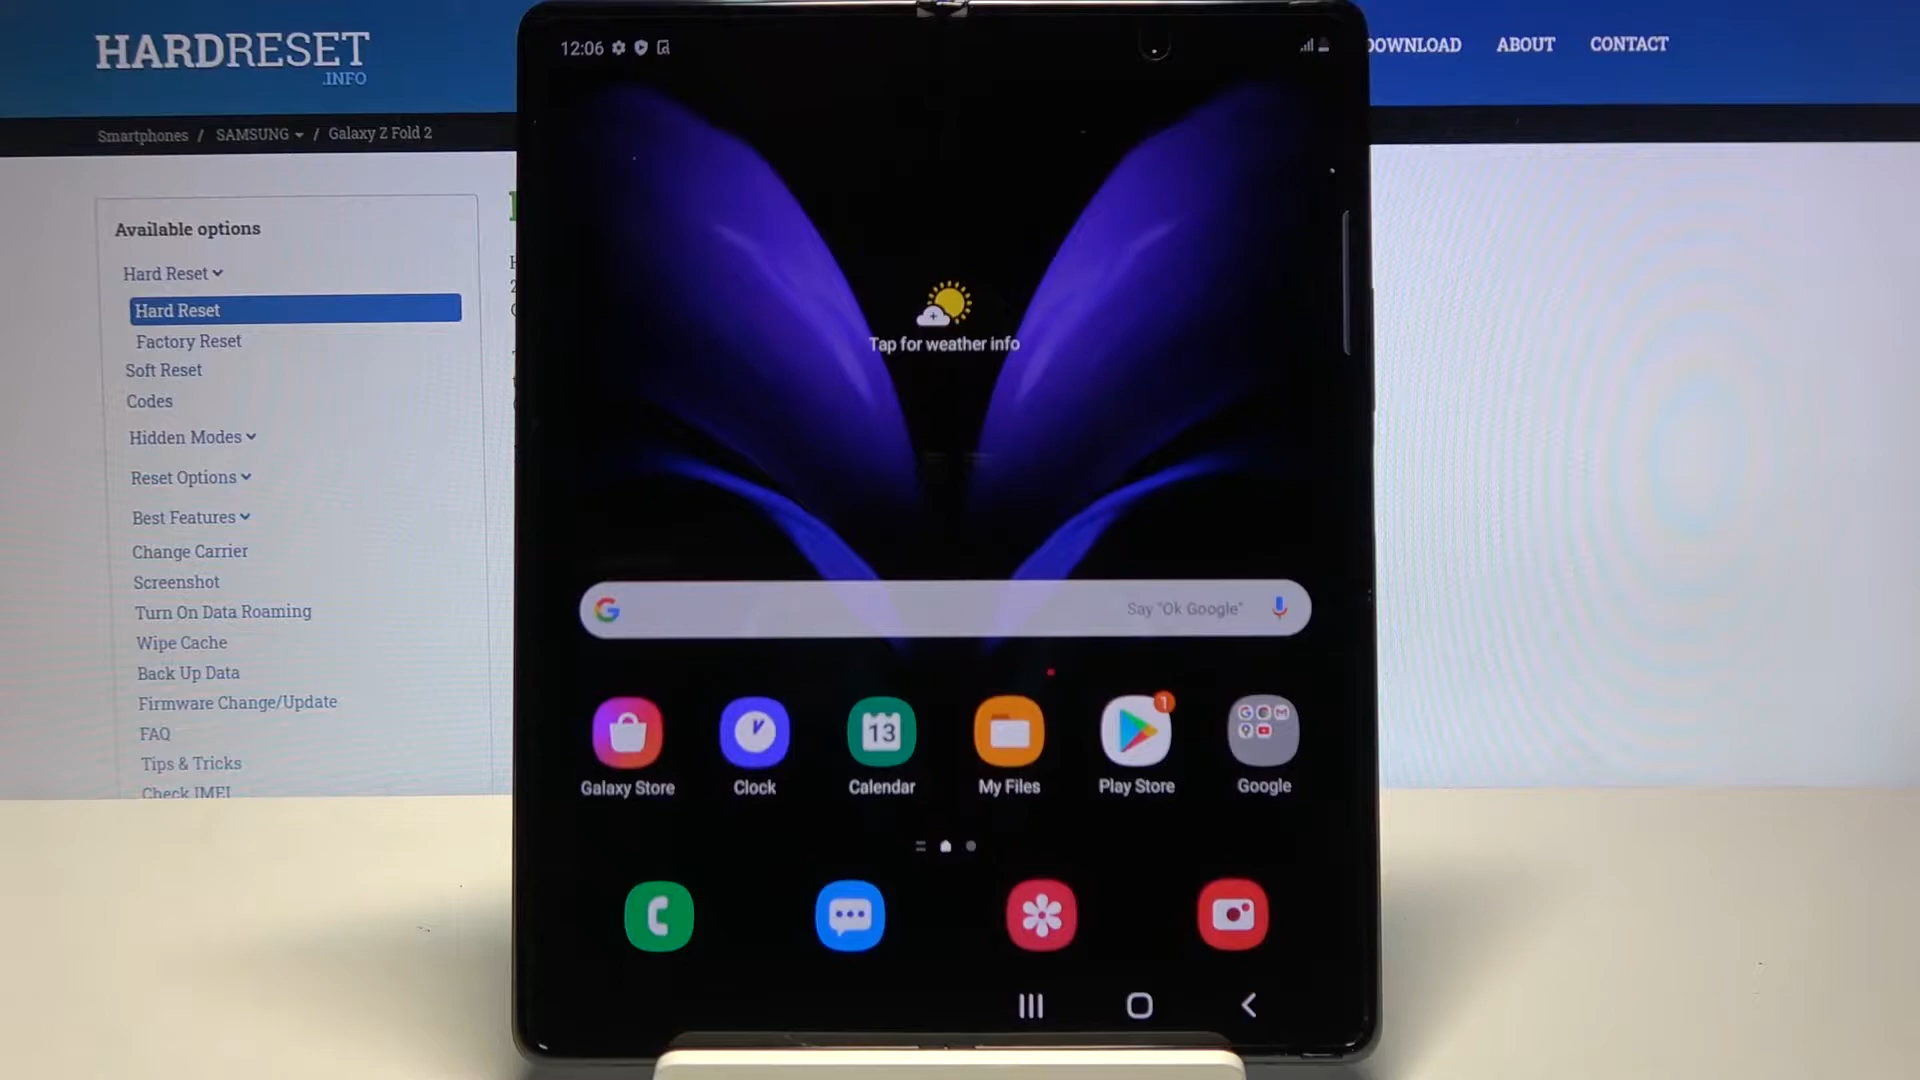 HARDRESET
.INFO
DOWNLOAD ABOUT CONTACT
Smartphones / SAMSUNG / Galaxy Z Fold 2
Available options
Hard Reset
Hard Reset
Factory Reset
Soft Reset
Codes
Hidden Modes
Reset Options
Best Features
Change Carrier
Screenshot
Turn On Data Roaming
Wipe Cache
Back Up Data
Firmware Change/Update
FAQ
Tips & Tricks
Check IMEI
12:06
Tap for weather info
G Say "Ok Google"
13
1
Galaxy Store Clock Calendar My Files Play Store Google